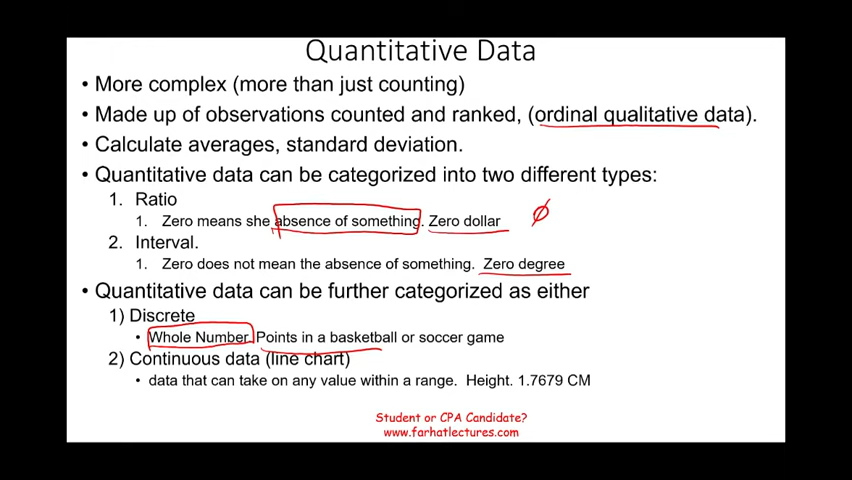 Quantitative Data
• More complex (more than just counting)
• Made up of observations counted and ranked, (ordinal qualitative data).
• Calculate averages, standard deviation.
• Quantitative data can be categorized into two different types:
1. Ratio
1. Zero means she absence of something. Zero dollar
2. Interval.
1. Zero does not mean the absence of something. Zero degree
• Quantitative data can be further categorized as either
1) Discrete
• Whole Number. Points in a basketball or soccer game
2) Continuous data (line chart)
• data that can take on any value within a range. Height. 1.7679 CM
Student or CPA Candidate?
www.farhatlectures.com